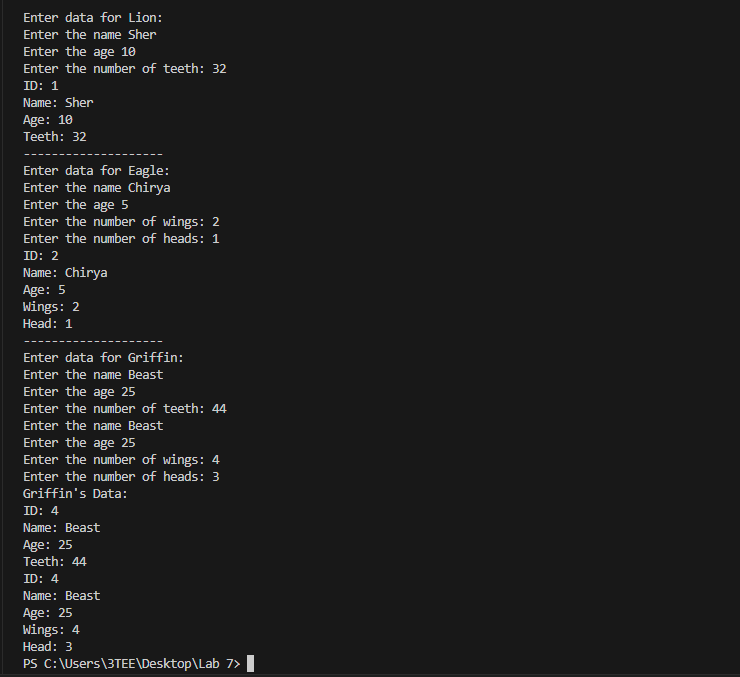 Enter data for Lion:
Enter the name Sher
Enter the age 10
Enter the number of teeth: 32
ID: 1
Name: Sher
Age: 10
Teeth: 32
--------------------
Enter data for Eagle:
Enter the name Chirya
Enter the age 5
Enter the number of wings: 2
Enter the number of heads: 1
ID: 2
Name: Chirya
Age: 5
Wings: 2
Head: 1
--------------------
Enter data for Griffin:
Enter the name Beast
Enter the age 25
Enter the number of teeth: 44
Enter the name Beast
Enter the age 25
Enter the number of wings: 4
Enter the number of heads: 3
Griffin's Data:
ID: 4
Name: Beast
Age: 25
Teeth: 44
ID: 4
Name: Beast
Age: 25
Wings: 4
Head: 3
PS C:\Users\3TEE\Desktop\Lab 7>